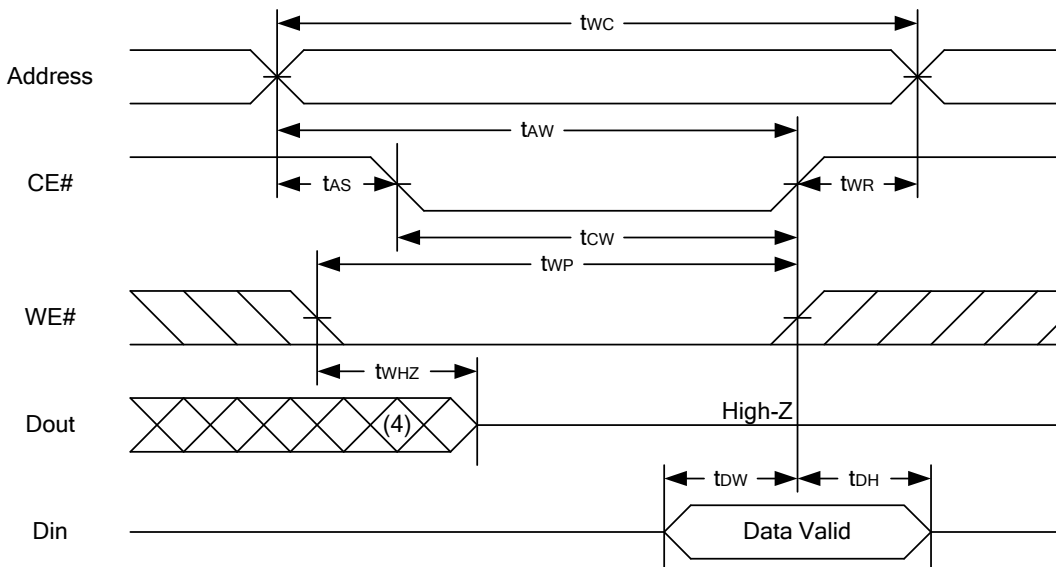 tWC
Address
tAW
CE#
tAS
tWR
tCW
tWP
WE#
tWHZ
Dout
(4)
High-Z
tDW
tDH
Din
Data Valid